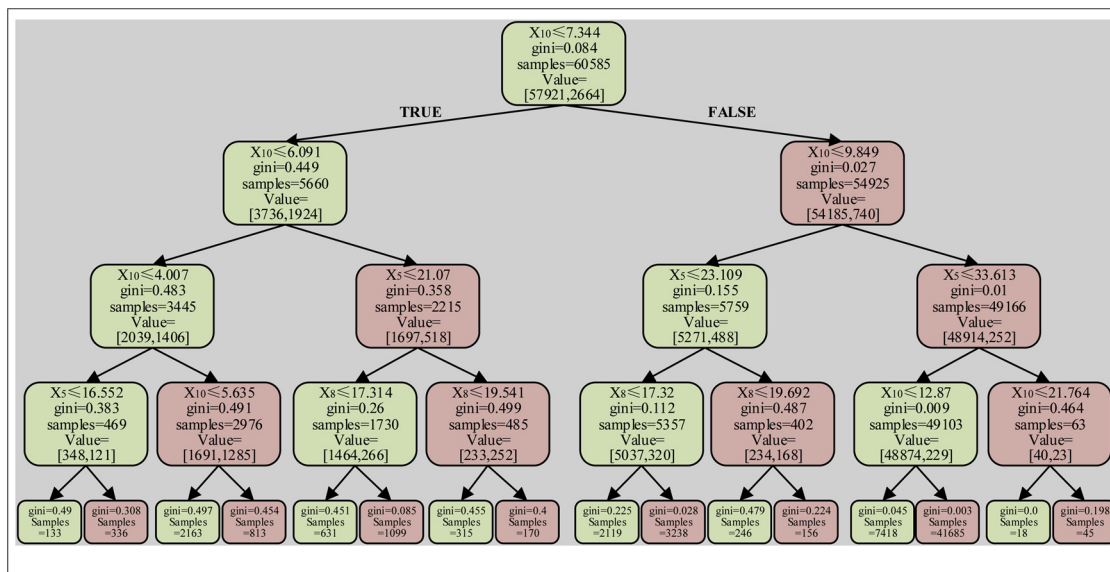 X10≤7.344
gini=0.084
samples=60585
Value=
[57921,2664]
TRUE
FALSE
X10≤6.091
gini=0.449
samples=5660
Value=
[3736,1924]
X10≤9.849
gini=0.027
samples=54925
Value=
[54185,740]
X10≤4.007
gini=0.483
samples=3445
Value=
[2039,1406]
X5≤21.07
gini=0.358
samples=2215
Value=
[1697,518]
X5≤23.109
gini=0.155
samples=5759
Value=
[5271,488]
X5≤33.613
gini=0.01
samples=49166
Value=
[48914,252]
X5≤16.552
gini=0.383
samples=469
Value=
[348,121]
X10≤5.635
gini=0.491
samples=2976
Value=
[1691,1285]
X8≤17.314
gini=0.26
samples=1730
Value=
[1464,266]
X8≤19.541
gini=0.499
samples=485
Value=
[233,252]
X8≤17.32
gini=0.112
samples=5357
Value=
[5037,320]
X8≤19.692
gini=0.487
samples=402
Value=
[234,168]
X10≤12.87
gini=0.009
samples=49103
Value=
[48874,229]
X10≤21.764
gini=0.464
samples=63
Value=
[40,23]
gini=0.49
Samples
=133
gini=0.308
Samples
=336
gini=0.497
Samples
=2163
gini=0.454
Samples
=813
gini=0.451
Samples
=631
gini=0.085
Samples
=1099
gini=0.455
Samples
=315
gini=0.4
Samples
=170
gini=0.225
Samples
=2119
gini=0.028
Samples
=3238
gini=0.479
Samples
=246
gini=0.224
Samples
=156
gini=0.045
Samples
=7418
gini=0.003
Samples
=41685
gini=0.0
Samples
=18
gini=0.198
Samples
=45